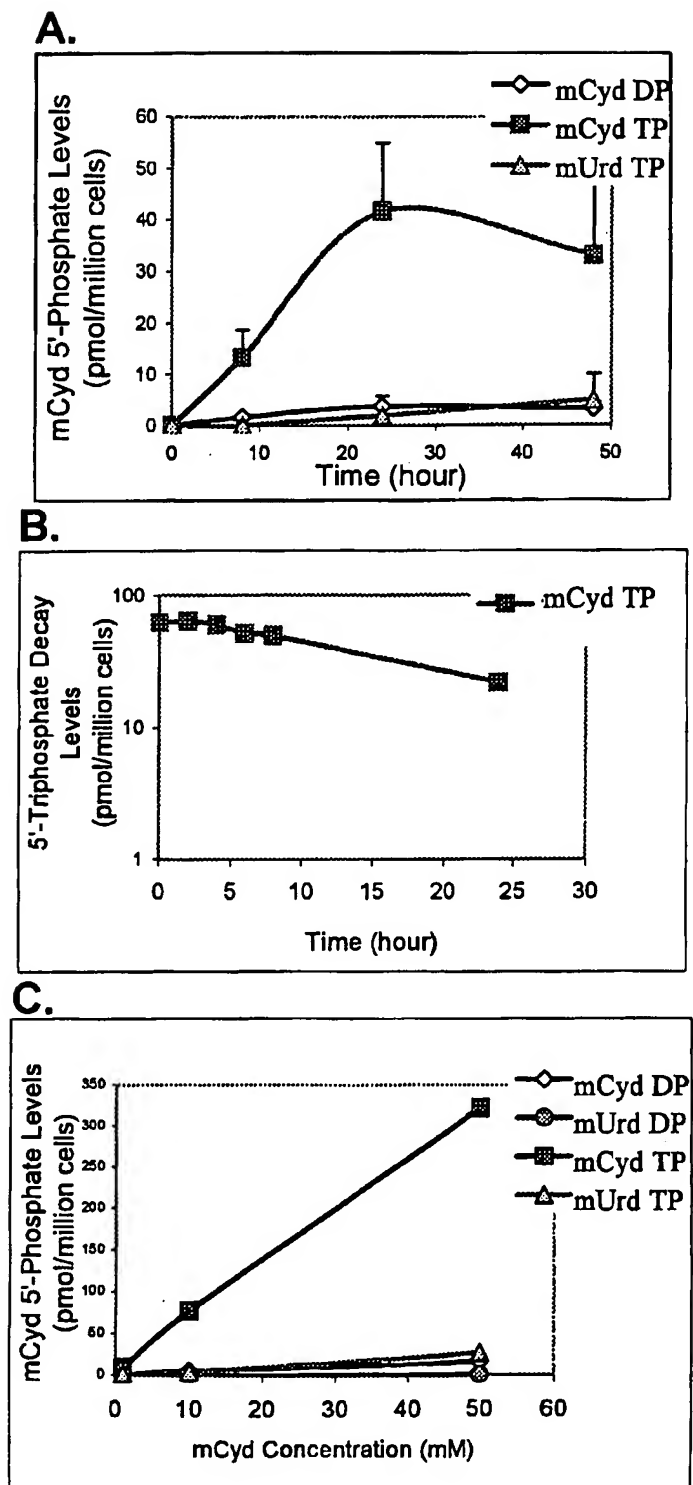 A.
mCyd 5'-Phosphate Levels
(pmol/million cells)
60
50
40
30
20
10
0
0 10 20 30 40 50
Time (hour)
mCyd DP
mCyd TP
mUrd TP
B.
5'-Triphosphate Decay
Levels
(pmol/million cells)
100
10
1
0 5 10 15 20 25 30
Time (hour)
mCyd TP
C.
mCyd 5'-Phosphate Levels
(pmol/million cells)
350
300
250
200
150
100
50
0
0 10 20 30 40 50 60
mCyd Concentration (mM)
mCyd DP
mUrd DP
mCyd TP
mUrd TP